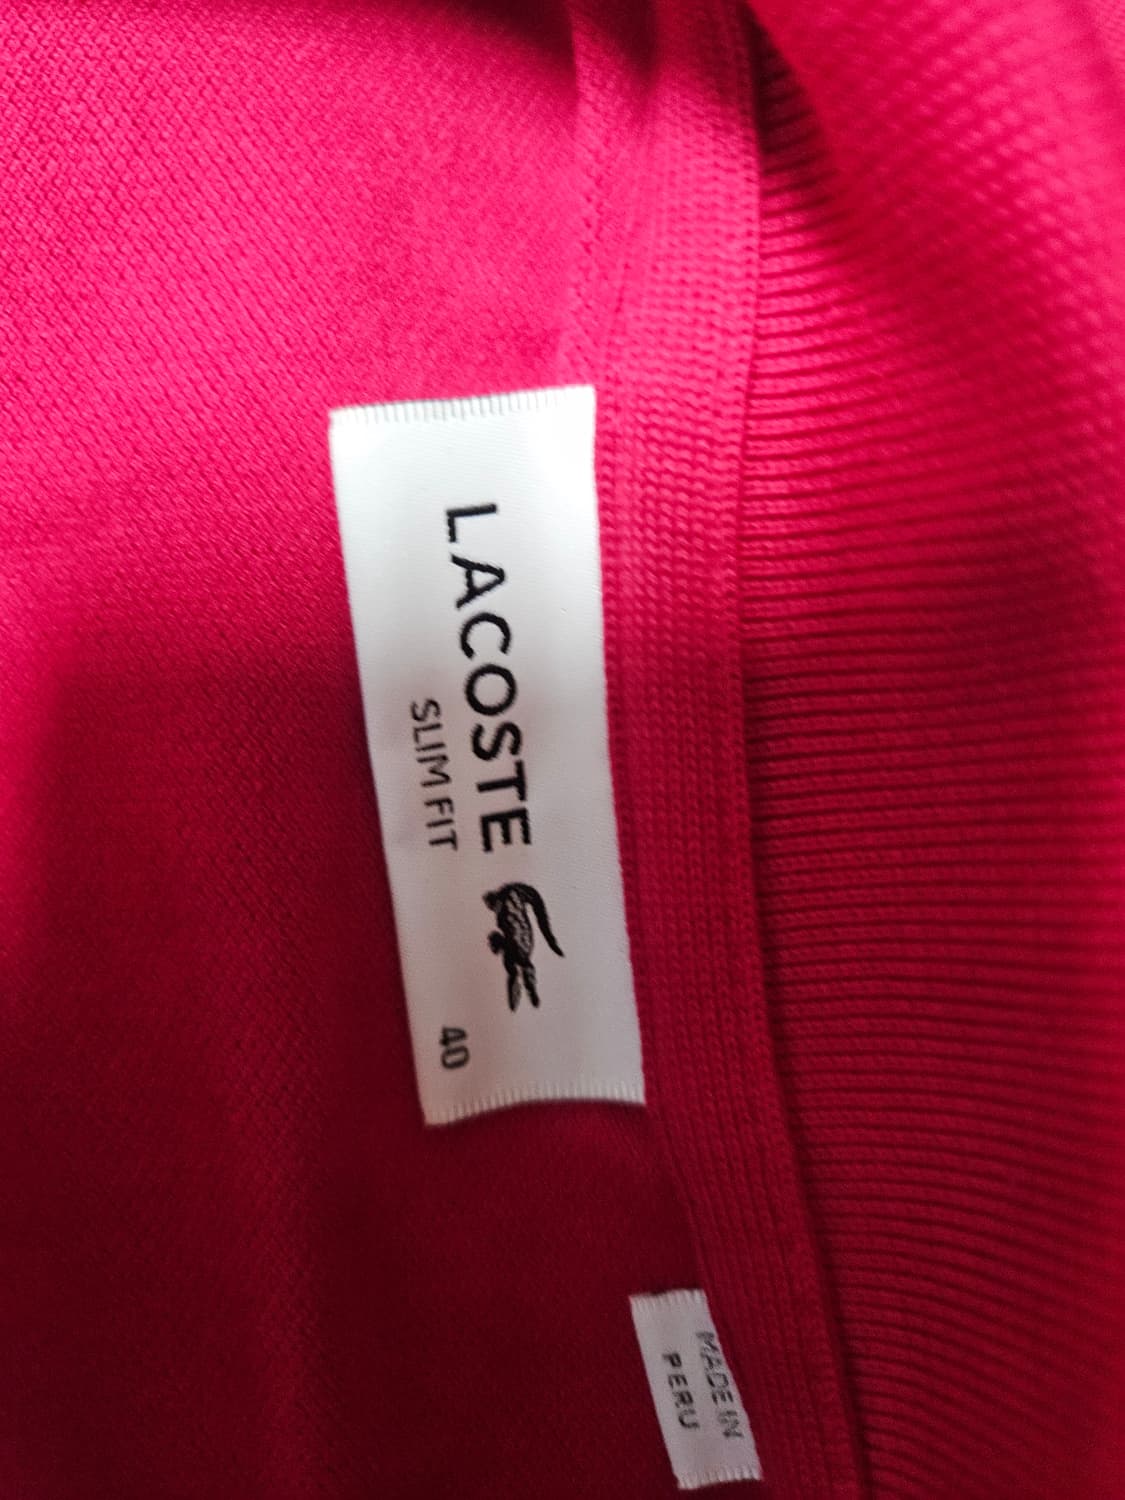 LACOSTE
SLIM FIT
40
MADE IN
PERU